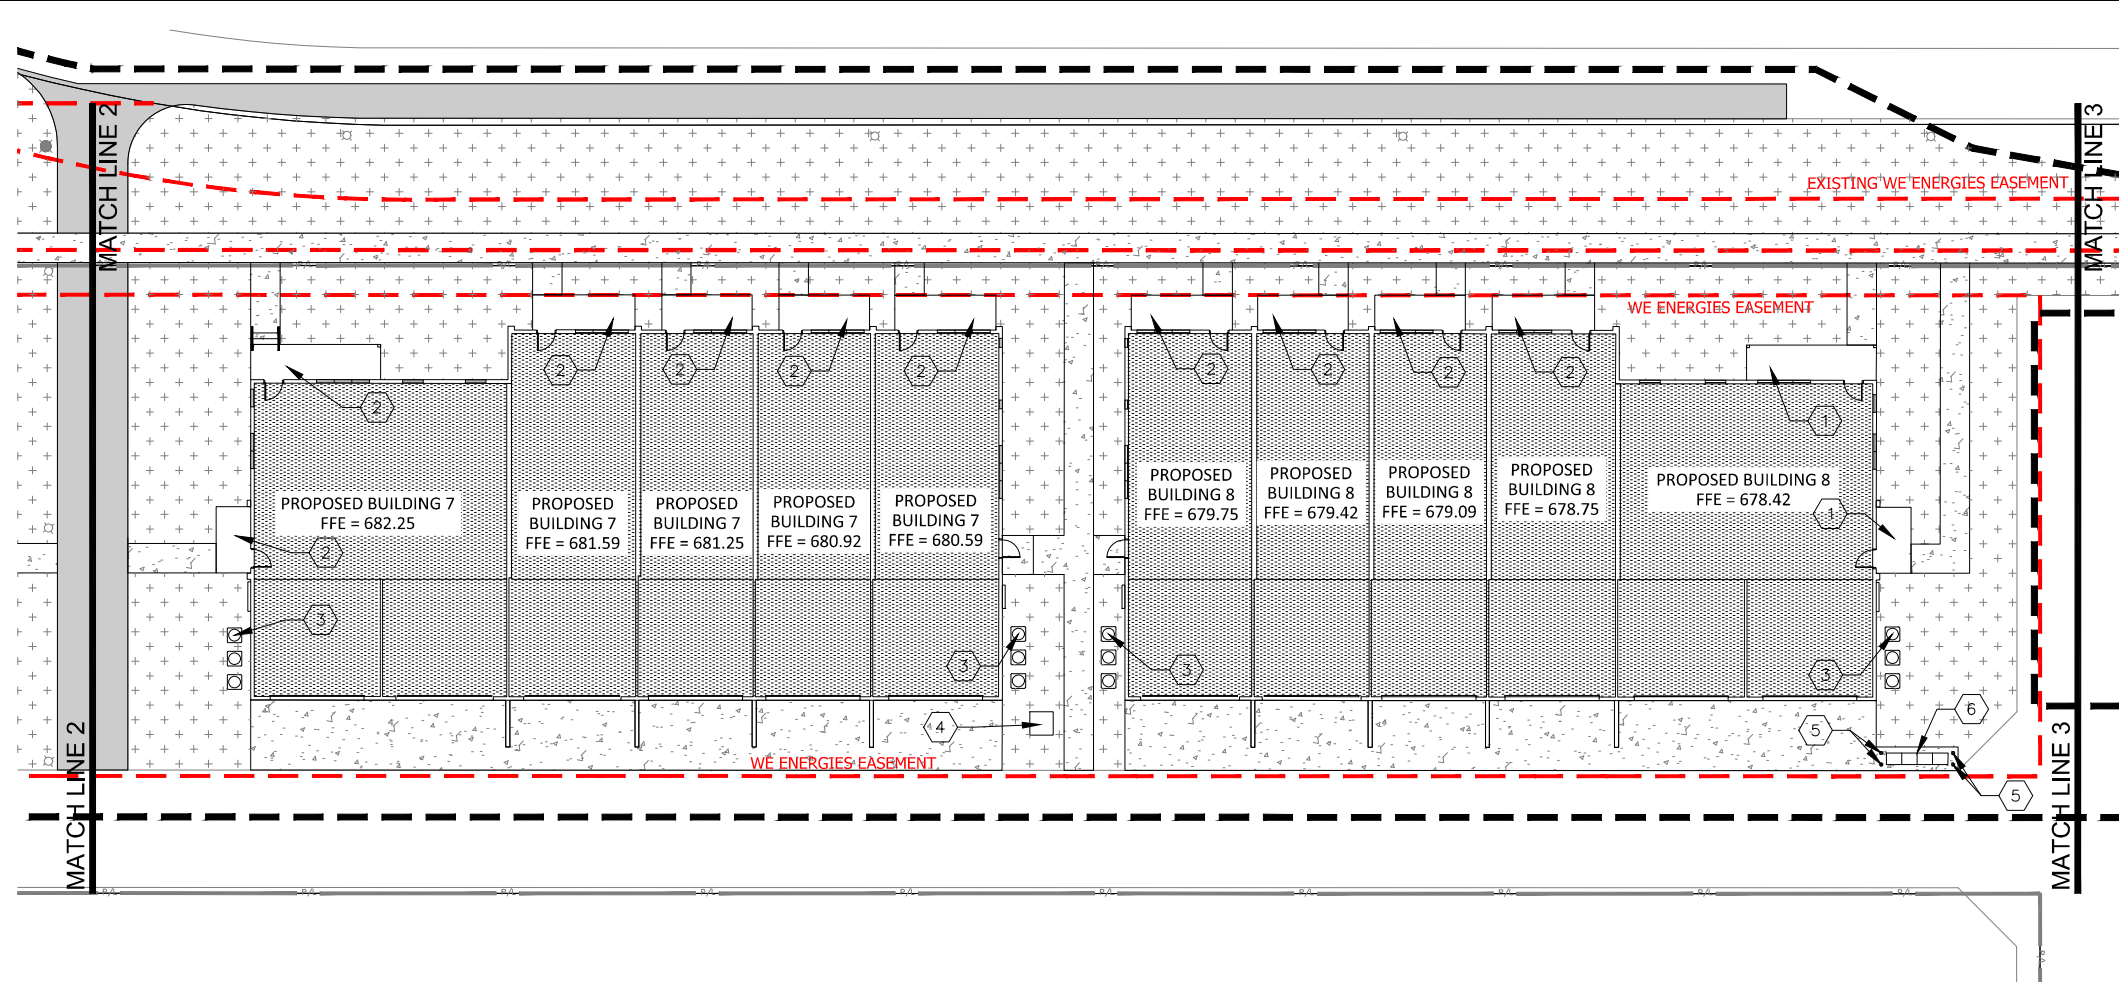 MATCH LINE 2
MATCH LINE 3
EXISTING WE ENERGIES EASEMENT
WE ENERGIES EASEMENT
2
2
2
2
2
2
2
2
2
1
PROPOSED BUILDING 7
FFE = 682.25
PROPOSED
BUILDING 7
FFE = 681.59
PROPOSED
BUILDING 7
FFE = 681.25
PROPOSED
BUILDING 7
FFE = 680.92
PROPOSED
BUILDING 7
FFE = 680.59
PROPOSED
BUILDING 8
FFE = 679.75
PROPOSED
BUILDING 8
FFE = 679.42
PROPOSED
BUILDING 8
FFE = 679.09
PROPOSED
BUILDING 8
FFE = 678.75
PROPOSED BUILDING 8
FFE = 678.42
1
2
3
3
3
3
4
5
6
WE ENERGIES EASEMENT
5
MATCH LINE 2
MATCH LINE 3